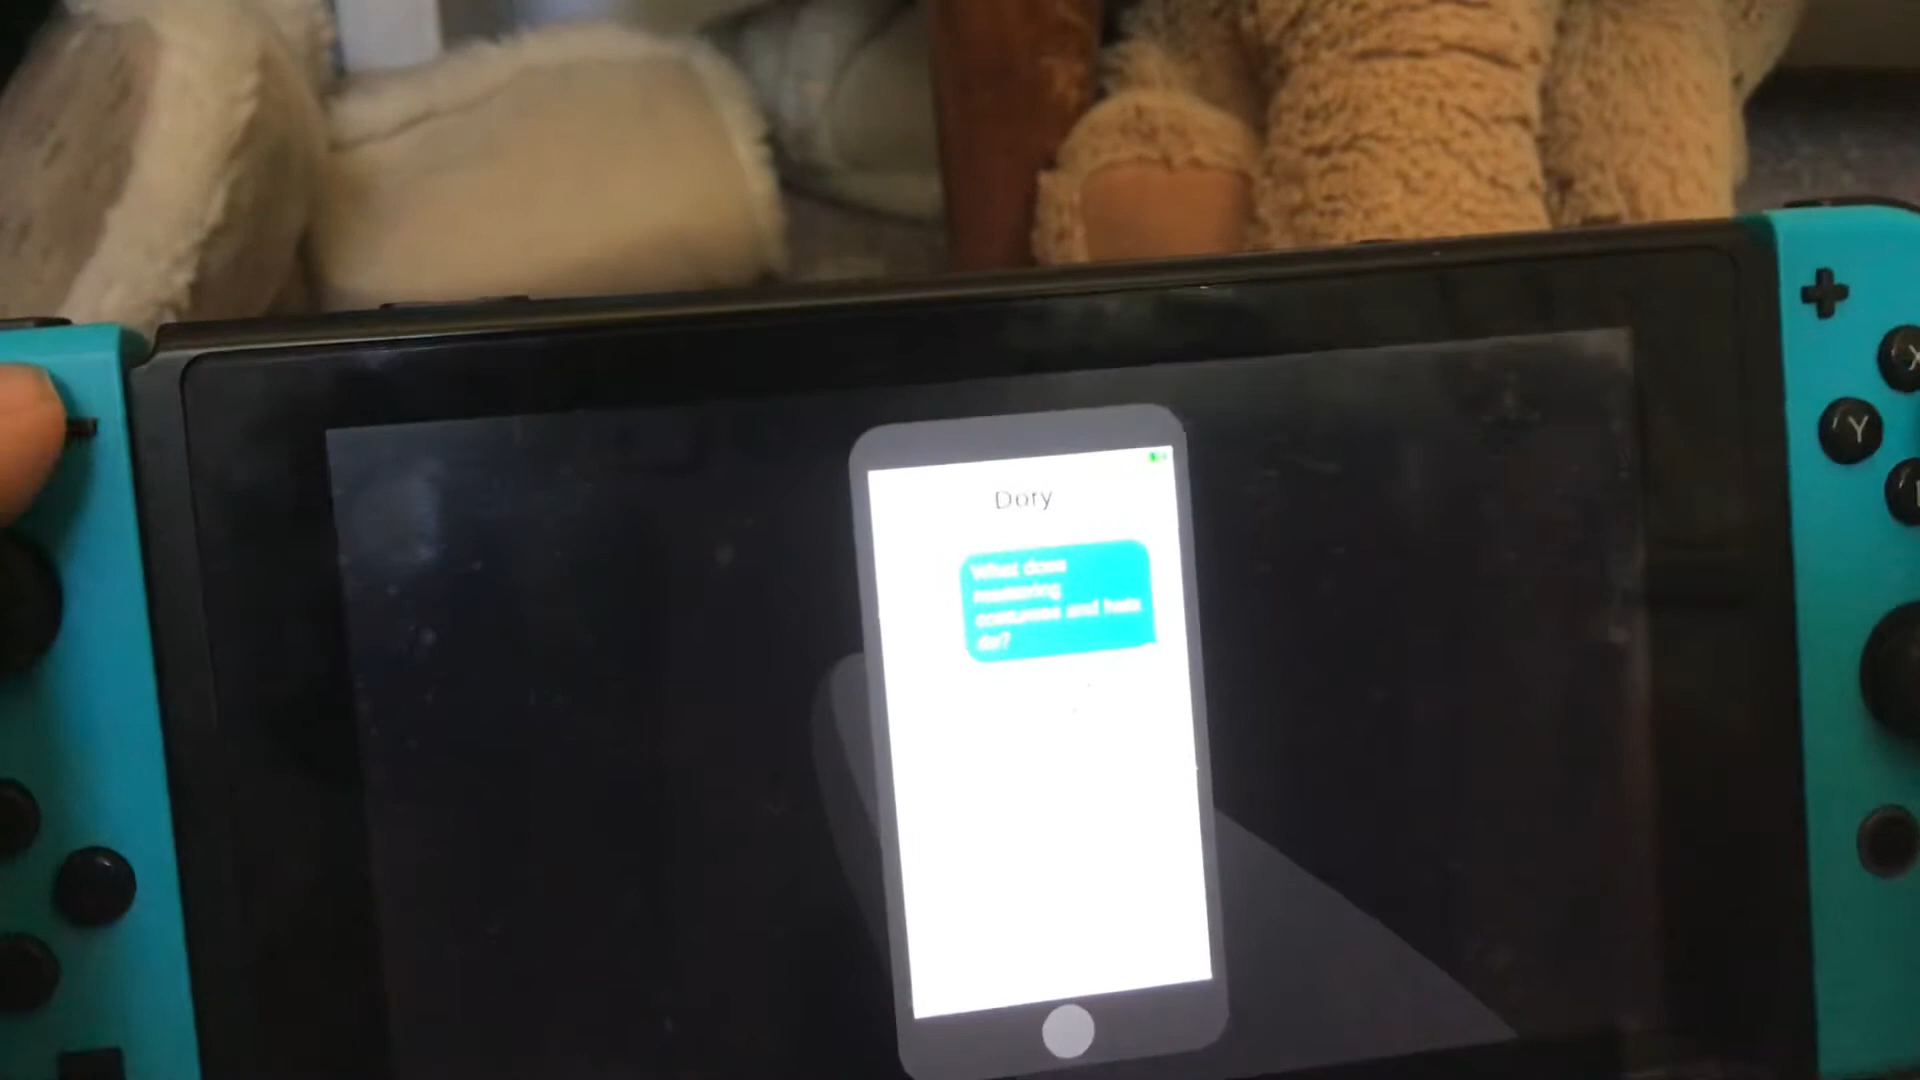 Dory
What does
costumes and hats
do?
Y
X